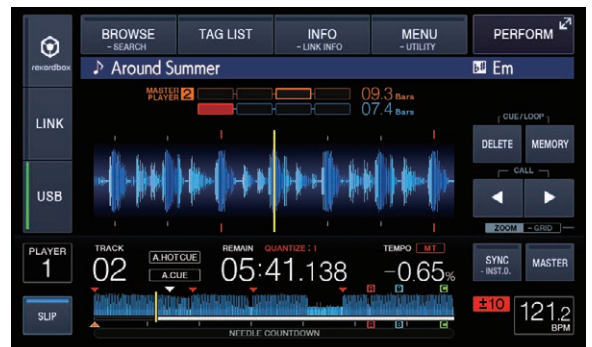 BROWSE
- SEARCH
TAG LIST
INFO
- LINK INFO
MENU
- UTILITY
PERFORM
rekordbox
♪ Around Summer
Em
MASTER
PLAYER 2
09.3 Bars
07.4 Bars
LINK
CUE/LOOP
DELETE
MEMORY
CALL
USB
ZOOM
- GRID
PLAYER
1
TRACK
02
A.HOT CUE
A.CUE
REMAIN
QUANTIZE : 1
05:41.138
TEMPO
MT
-0.65%
SYNC
- INST.D.
MASTER
A
B
C
SLIP
±10
121.2
BPM
A
B
C
NEEDLE COUNTDOWN